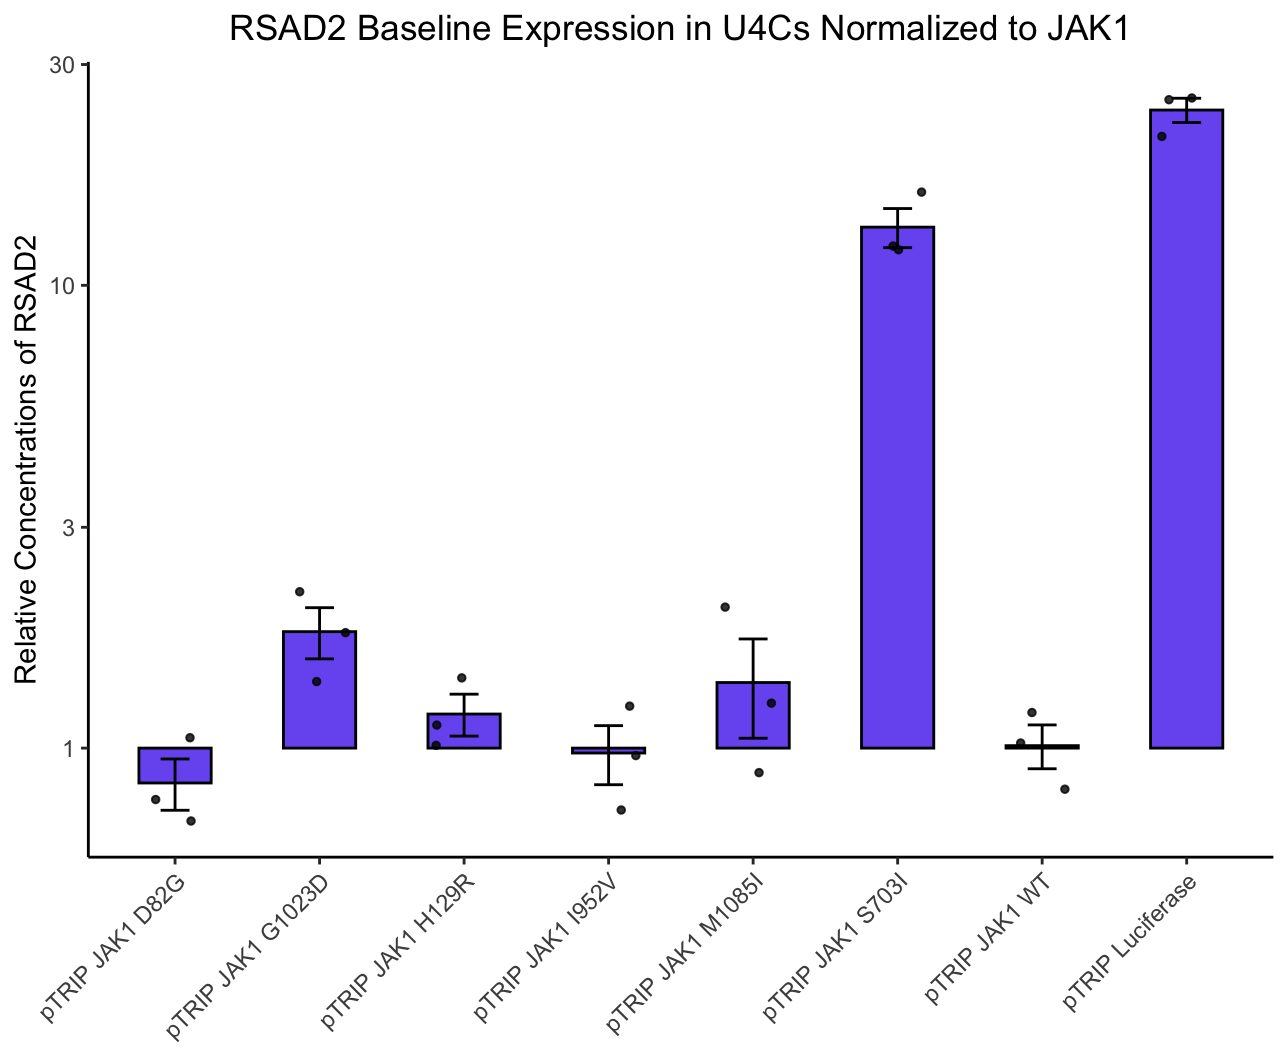 RSAD2 Baseline Expression in U4Cs Normalized to JAK1
Relative Concentrations of RSAD2
30
10
3
1
pTRIP JAK1 D82G
pTRIP JAK1 G1023D
pTRIP JAK1 H129R
pTRIP JAK1 I952V
pTRIP JAK1 M1085I
pTRIP JAK1 S703I
pTRIP JAK1 WT
pTRIP Luciferase